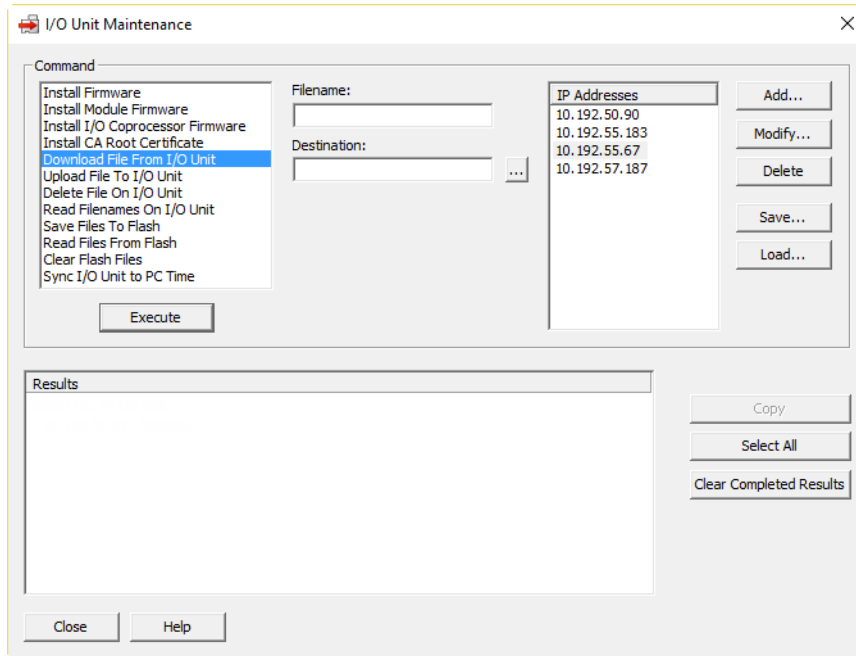 I/O Unit Maintenance
Command
Install Firmware
Install Module Firmware
Install I/O Coprocessor Firmware
Install CA Root Certificate
Download File From I/O Unit
Upload File To I/O Unit
Delete File On I/O Unit
Read Filenames On I/O Unit
Save Files To Flash
Read Files From Flash
Clear Flash Files
Sync I/O Unit to PC Time
Execute
Filename:
Destination:
...
IP Addresses
10.192.50.90
10.192.55.183
10.192.55.67
10.192.57.187
Add...
Modify...
Delete
Save...
Load...
Results
Copy
Select All
Clear Completed Results
Close
Help